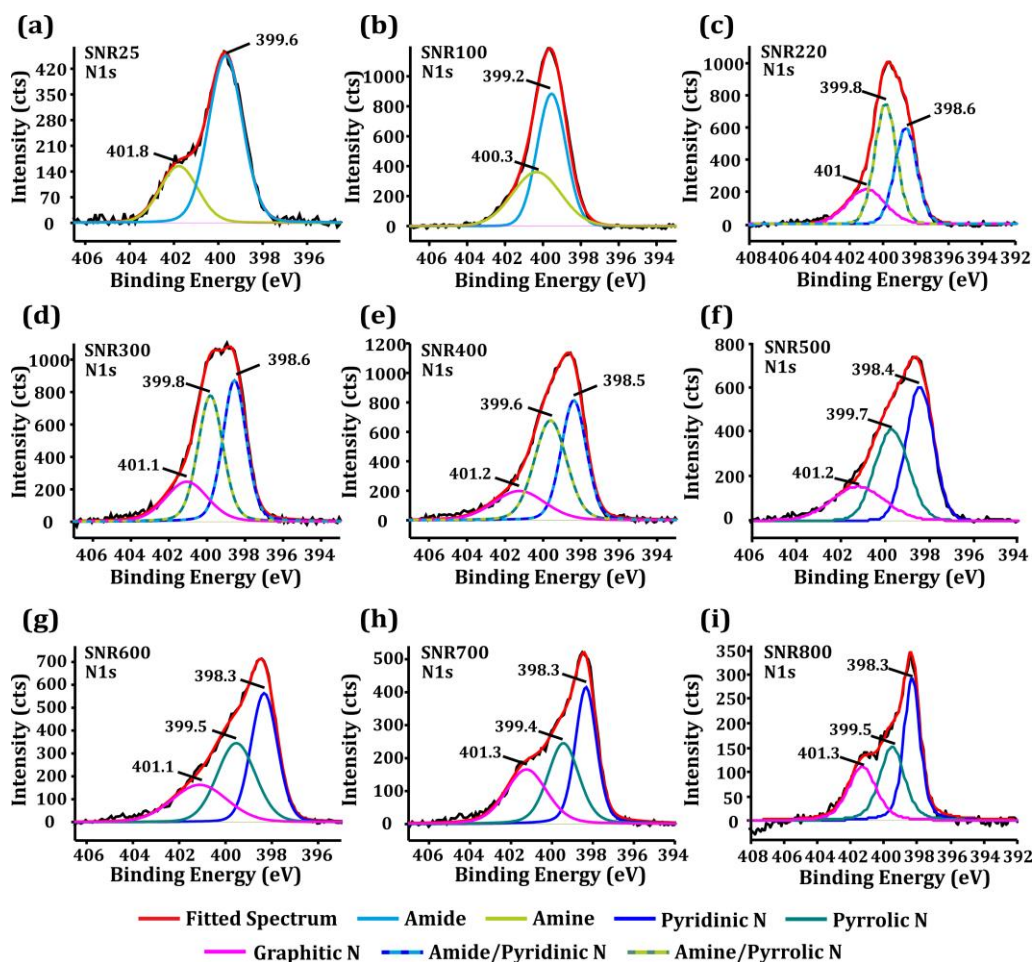 (a)
SNR25
N1s
399.6
401.8
420
350
280
210
140
70
0
Intensity (cts)
406 404 402 400 398 396
Binding Energy (eV)
(b)
SNR100
N1s
399.2
400.3
1000
800
600
400
200
0
Intensity (cts)
406 404 402 400 398 396 394
Binding Energy (eV)
(c)
SNR220
N1s
399.8
398.6
401
1000
800
600
400
200
0
Intensity (cts)
408 406 404 402 400 398 396 394 392
Binding Energy (eV)
(d)
SNR300
N1s
398.6
399.8
401.1
1000
800
600
400
200
0
Intensity (cts)
406 404 402 400 398 396 394
Binding Energy (eV)
(e)
SNR400
N1s
398.5
399.6
401.2
1200
1000
800
600
400
200
0
Intensity (cts)
406 404 402 400 398 396 394
Binding Energy (eV)
(f)
SNR500
N1s
398.4
399.7
401.2
800
600
400
200
0
Intensity (cts)
406 404 402 400 398 396 394
Binding Energy (eV)
(g)
SNR600
N1s
398.3
399.5
401.1
700
600
500
400
300
200
100
0
Intensity (cts)
406 404 402 400 398 396
Binding Energy (eV)
(h)
SNR700
N1s
398.3
399.4
401.3
500
400
300
200
100
0
Intensity (cts)
406 404 402 400 398 396 394
Binding Energy (eV)
(i)
SNR800
N1s
398.3
399.5
401.3
350
300
250
200
150
100
50
0
Intensity (cts)
408 406 404 402 400 398 396 394 392
Binding Energy (eV)
Fitted Spectrum Amide Amine Pyridinic N Pyrrolic N
Graphitic N Amide/Pyridinic N Amine/Pyrrolic N